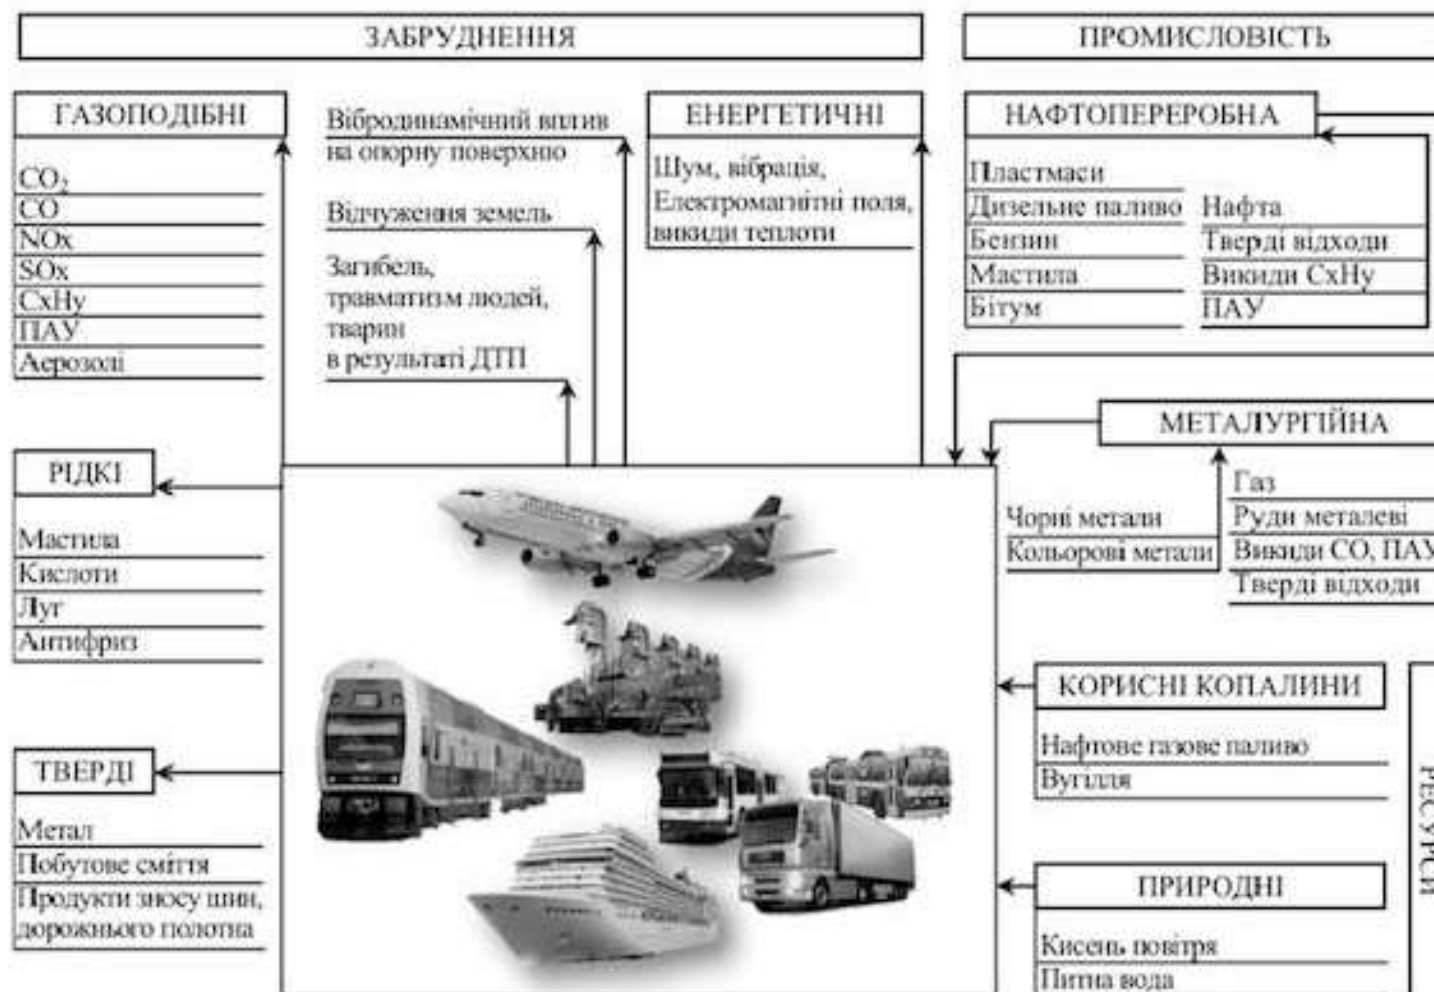 ЗАБРУДНЕННЯ
ПРОМИСЛОВІСТЬ
ГАЗОПОДІБНІ
CO₂
CO
NOx
SOx
CxHy
ПАУ
Аерозолі
Вібродинамічний вплив
на опорну поверхню
Відчуження земель
Загибель,
травматизм людей,
тварин
в результаті ДТП
ЕНЕРГЕТИЧНІ
Шум, вібрація,
Електромагнітні поля,
викиди теплоти
НАФТОПЕРЕРОБНА
Пластмаси
Дизельне паливо
Бензин
Мастила
Бітум
Нафта
Тверді відходи
Викиди CxHy
ПАУ
МЕТАЛУРГІЙНА
Чорні метали
Кольорові метали
Газ
Руди металеві
Викиди CO, ПАУ
Тверді відходи
РІДКІ
Мастила
Кислоти
Луг
Антифриз
ТВЕРДІ
Метал
Побутове сміття
Продукти зносу шин,
дорожнього полотна
КОРИСНІ КОПАЛИНИ
Нафтове газове паливо
Вугілля
ПРИРОДНІ
Кисень повітря
Питна вода
РЕСУРСИ